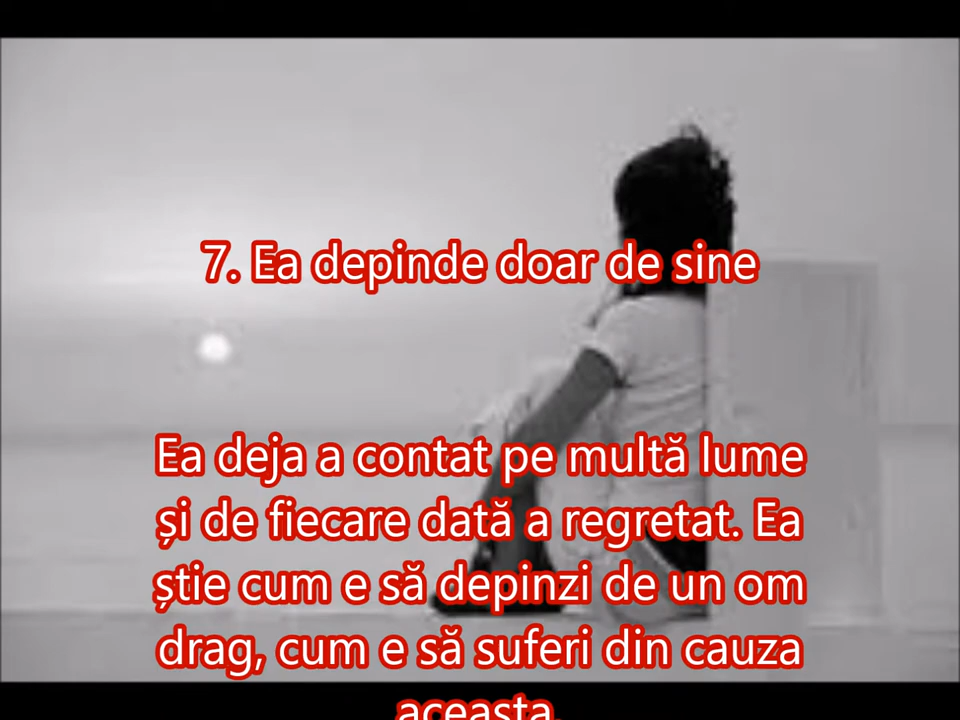 7. Ea depinde doar de sine
Ea deja a contat pe multă lume
și de fiecare dată a regretat. Ea
știe cum e să depinzi de un om
drag, cum e să suferi din cauza
aceasta.